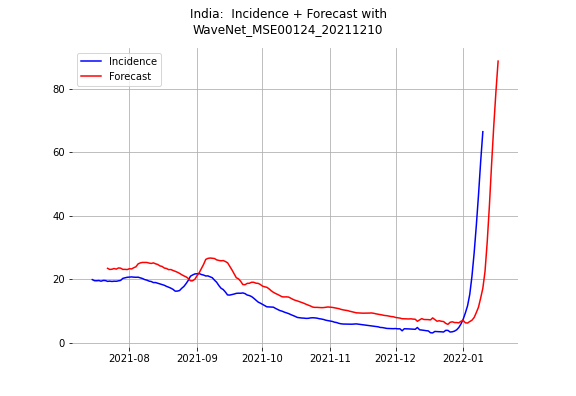 India:  Incidence + Forecast with
WaveNet_MSE00124_20211210
Incidence
Forecast
80
60
40
20
0
2021-08 2021-09 2021-10 2021-11 2021-12 2022-01